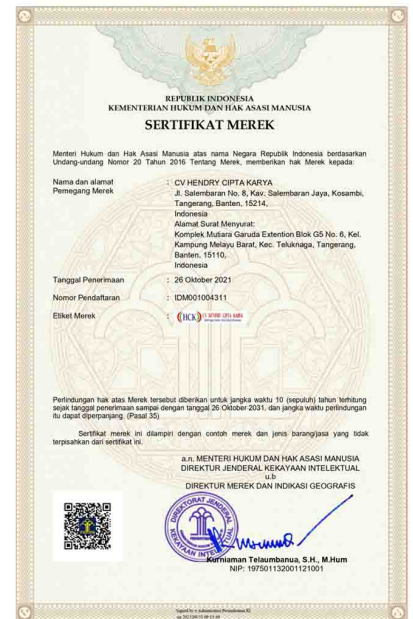 REPUBLIK INDONESIA
KEMENTERIAN HUKUM DAN HAK ASASI MANUSIA
SERTIFIKAT MEREK
Menteri Hukum dan Hak Asasi Manusia atas nama Negara Republik Indonesia berdasarkan
Undang-undang Nomor 20 Tahun 2016 Tentang Merek, memberikan hak Merek kepada:
Nama dan alamat Pemegang Merek : CV HENDRY CIPTA KARYA
Jl. Salembaran No. 8, Kav. Salembaran Jaya, Kosambi,
Tangerang, Banten, 15214,
Indonesia
Alamat Surat Menyurat:
Komplek Mutiara Garuda Extention Blok G5 No. 6, Kel.
Kampung Melayu Barat, Kec. Teluknaga, Tangerang,
Banten, 15110,
Indonesia
Tanggal Penerimaan : 26 Oktober 2021
Nomor Pendaftaran : IDM001004311
Etiket Merek : HCK CV HENDRY CIPTA KARYA
Perlindungan hak atas Merek tersebut diberikan untuk jangka waktu 10 (sepuluh) tahun terhitung
sejak tanggal penerimaan sampai dengan tanggal 26 Oktober 2031, dan jangka waktu perlindungan
itu dapat diperpanjang. (Pasal 35)
Sertifikat merek ini dilampiri dengan contoh merek dan jenis barang/jasa yang tidak
terpisahkan dari sertifikat ini.
a.n. MENTERI HUKUM DAN HAK ASASI MANUSIA
DIREKTUR JENDERAL KEKAYAAN INTELEKTUAL
u.b
DIREKTUR MEREK DAN INDIKASI GEOGRAFIS
DIREKTORAT JENDERAL
KEKAYAAN INTELEKTUAL
Kurniaman Telaumbanua, S.H., M.Hum
NIP: 197501132001121001